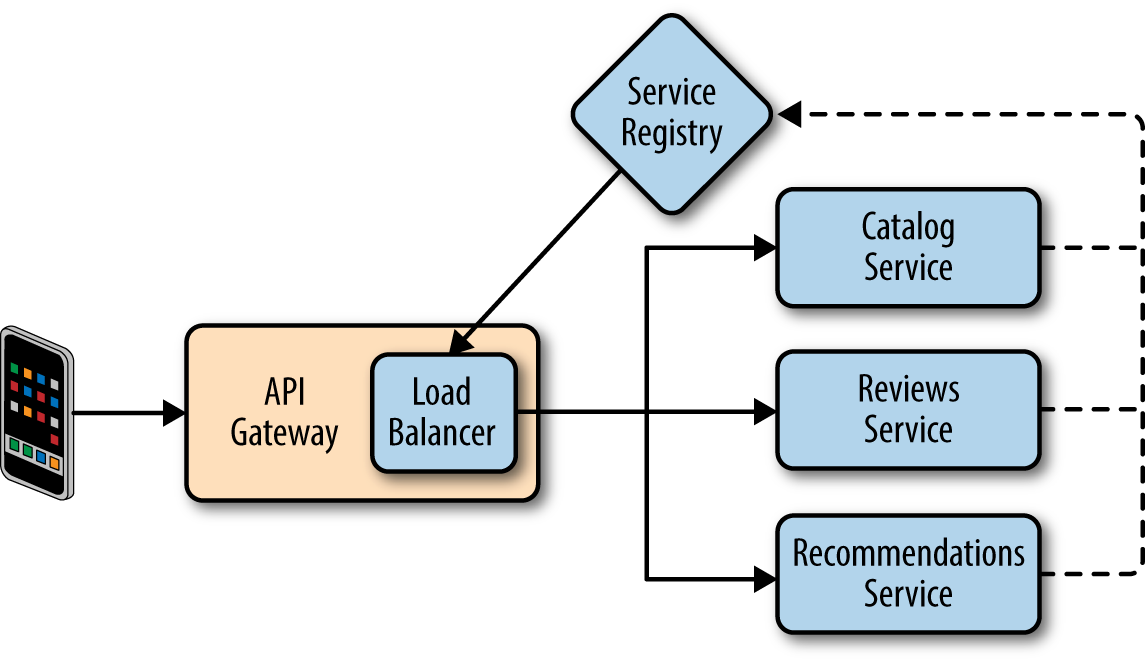 Service
Registry
Catalog
Service
API
Gateway
Load
Balancer
Reviews
Service
Recommendations
Service